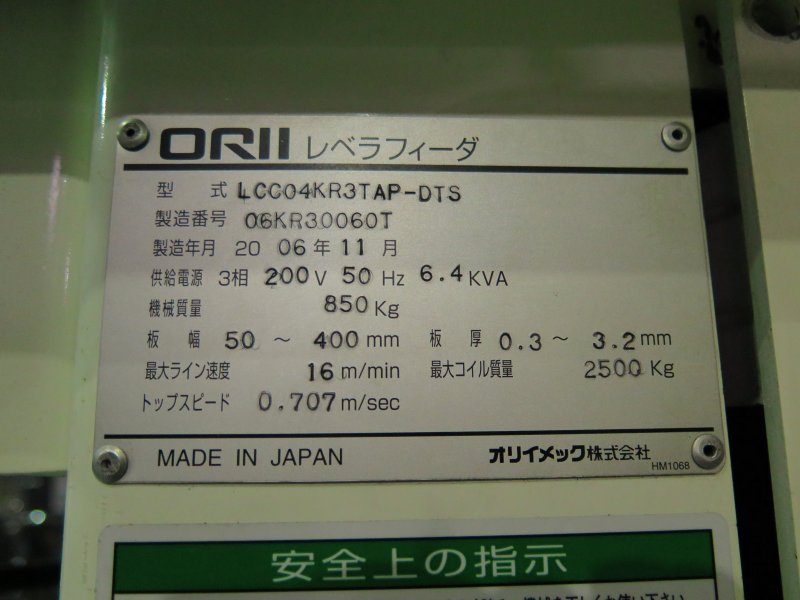 ORII レベラフィーダ
型 式 LCC04KR3TAP-DTS
製造番号 06KR30060T
製造年月 20 06 年 11 月
供給電源 3相 200 V 50 Hz 6.4 KVA
機械質量 850 Kg
板 幅 50 ～ 400 mm 板 厚 0.3 ～ 3.2 mm
最大ライン速度 16 m/min 最大コイル質量 2500 Kg
トップスピード 0.707 m/sec
MADE IN JAPAN オリイメック株式会社
HM1068
安全上の指示